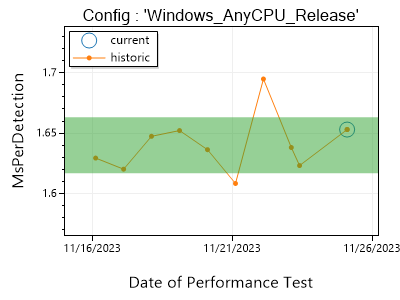 Config : 'Windows_AnyCPU_Release'
current
historic
MsPerDetection
1.7
1.65
1.6
11/16/2023
11/21/2023
11/26/2023
Date of Performance Test